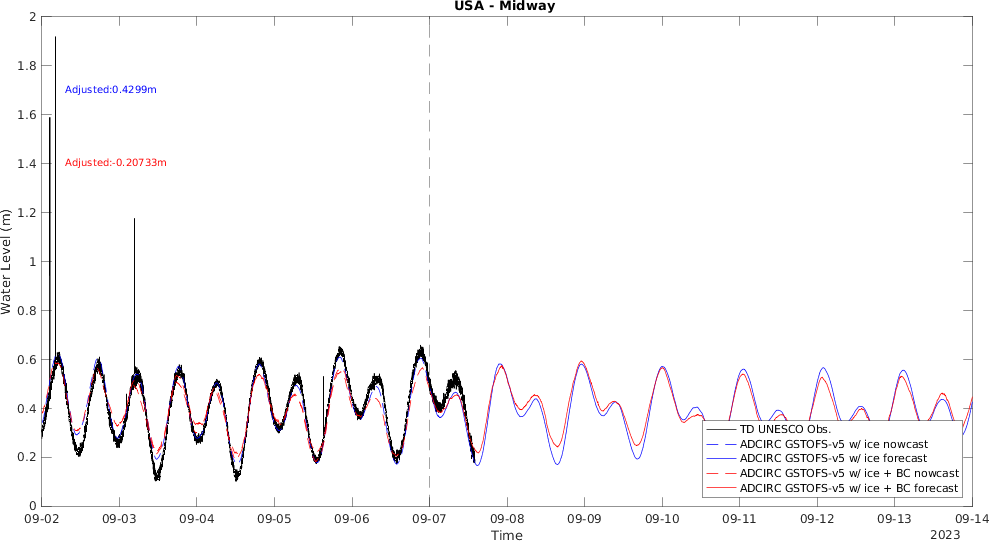 USA - Midway
2
1.8
1.6
1.4
1.2
1
0.8
0.6
0.4
0.2
0
Water Level (m)
Adjusted:0.4299m
Adjusted:-0.20733m
TD UNESCO Obs.
ADCIRC GSTOFS-v5 w/ ice nowcast
ADCIRC GSTOFS-v5 w/ ice forecast
ADCIRC GSTOFS-v5 w/ ice + BC nowcast
ADCIRC GSTOFS-v5 w/ ice + BC forecast
09-02 09-03 09-04 09-05 09-06 09-07 09-08 09-09 09-10 09-11 09-12 09-13 09-14
Time
2023